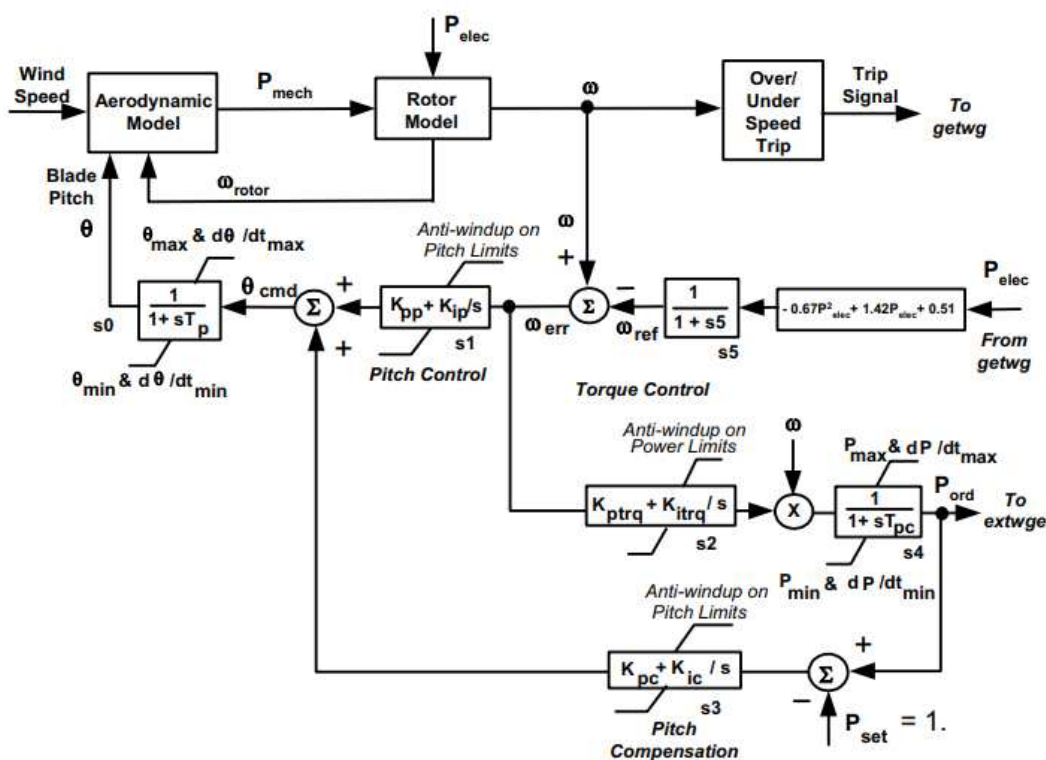 P elec
Wind
Speed
Aerodynamic
Model
P mech
Rotor
Model
ω
Over/
Under
Speed
Trip
Trip
Signal
To
getwg
Blade
Pitch
ω rotor
θ
ω
Anti-windup on
Pitch Limits
θ max & dθ /dt max
θ cmd
+
+
1
1+ sT p
s0
θ min & dθ /dt min
Σ
+
K pp + K ip /s
s1
Pitch Control
ω err
Σ
−
ω ref
1
1 + s5
s5
- 0.67P² elec + 1.42P elec + 0.51
P elec
From
getwg
Torque Control
Anti-windup on
Power Limits
K ptrq + K itrq / s
s2
ω
X
P max & dP /dt max
1
1+ sT pc
s4
P ord
To
extwge
P min & dP /dt min
Anti-windup on
Pitch Limits
K pc + K ic / s
s3
Pitch
Compensation
Σ
+
−
P set = 1.